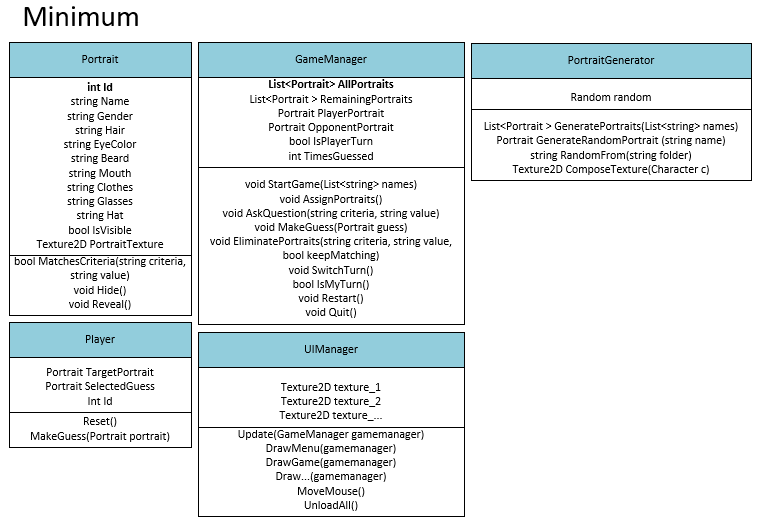 Minimum
Portrait
int Id
string Name
string Gender
string Hair
string EyeColor
string Beard
string Mouth
string Clothes
string Glasses
string Hat
bool IsVisible
Texture2D PortraitTexture
bool MatchesCriteria(string criteria,
string value)
void Hide()
void Reveal()
GameManager
List<Portrait> AllPortraits
List<Portrait > RemainingPortraits
Portrait PlayerPortrait
Portrait OpponentPortrait
bool IsPlayerTurn
int TimesGuessed
void StartGame(List<string> names)
void AssignPortraits()
void AskQuestion(string criteria, string value)
void MakeGuess(Portrait guess)
void EliminatePortraits(string criteria, string value,
bool keepMatching)
void SwitchTurn()
bool IsMyTurn()
void Restart()
void Quit()
PortraitGenerator
Random random
List<Portrait > GeneratePortraits(List<string> names)
Portrait GenerateRandomPortrait (string name)
string RandomFrom(string folder)
Texture2D ComposeTexture(Character c)
Player
Portrait TargetPortrait
Portrait SelectedGuess
Int Id
Reset()
MakeGuess(Portrait portrait)
UIManager
Texture2D texture_1
Texture2D texture_2
Texture2D texture_...
Update(GameManager gamemanager)
DrawMenu(gamemanager)
DrawGame(gamemanager)
Draw...(gamemanager)
MoveMouse()
UnloadAll()